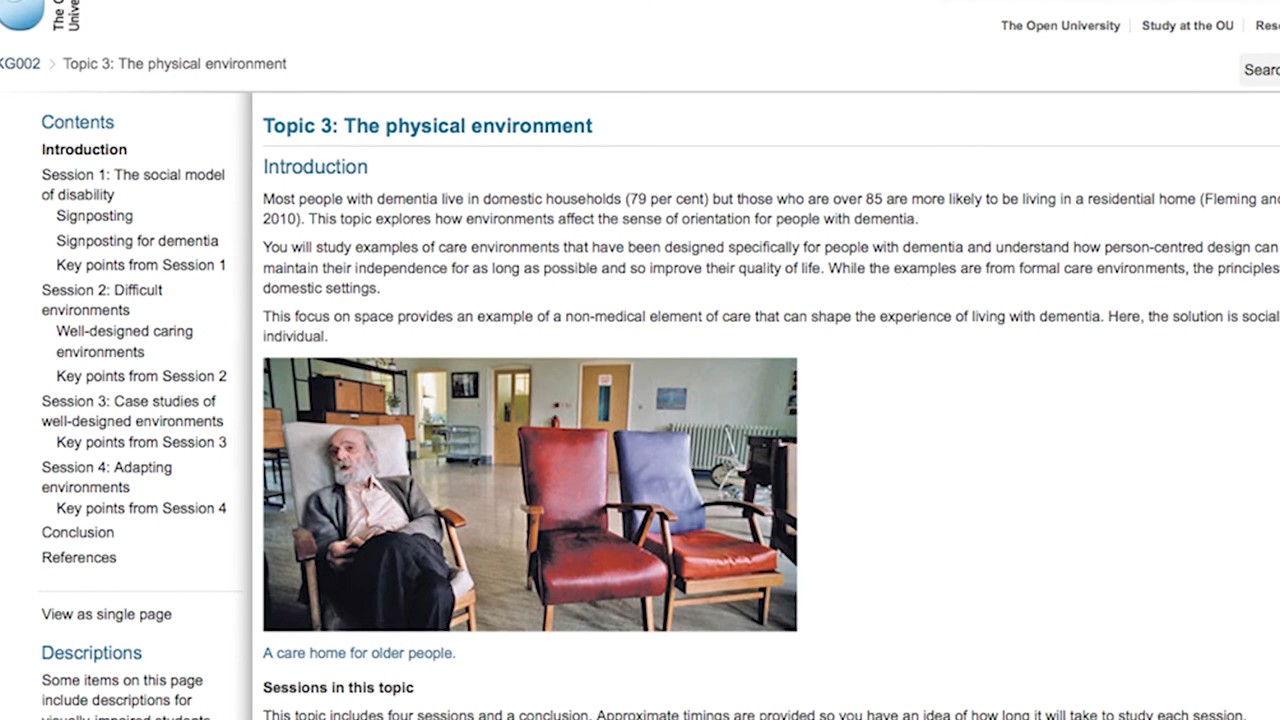 The Open University
Study at the OU
KG002 > Topic 3: The physical environment
Contents
Introduction
Session 1: The social model
of disability
Signposting
Signposting for dementia
Key points from Session 1
Session 2: Difficult
environments
Well-designed caring
environments
Key points from Session 2
Session 3: Case studies of
well-designed environments
Key points from Session 3
Session 4: Adapting
environments
Key points from Session 4
Conclusion
References
View as single page
Descriptions
Some items on this page
include descriptions for
visually impaired students
Topic 3: The physical environment
Introduction
Most people with dementia live in domestic households (79 per cent) but those who are over 85 are more likely to be living in a residential home (Fleming and
2010). This topic explores how environments affect the sense of orientation for people with dementia.
You will study examples of care environments that have been designed specifically for people with dementia and understand how person-centred design can
maintain their independence for as long as possible and so improve their quality of life. While the examples are from formal care environments, the principles
domestic settings.
This focus on space provides an example of a non-medical element of care that can shape the experience of living with dementia. Here, the solution is social
individual.
A care home for older people.
Sessions in this topic
This topic includes four sessions and a conclusion. Approximate timings are provided so you have an idea of how long it will take to study each session.